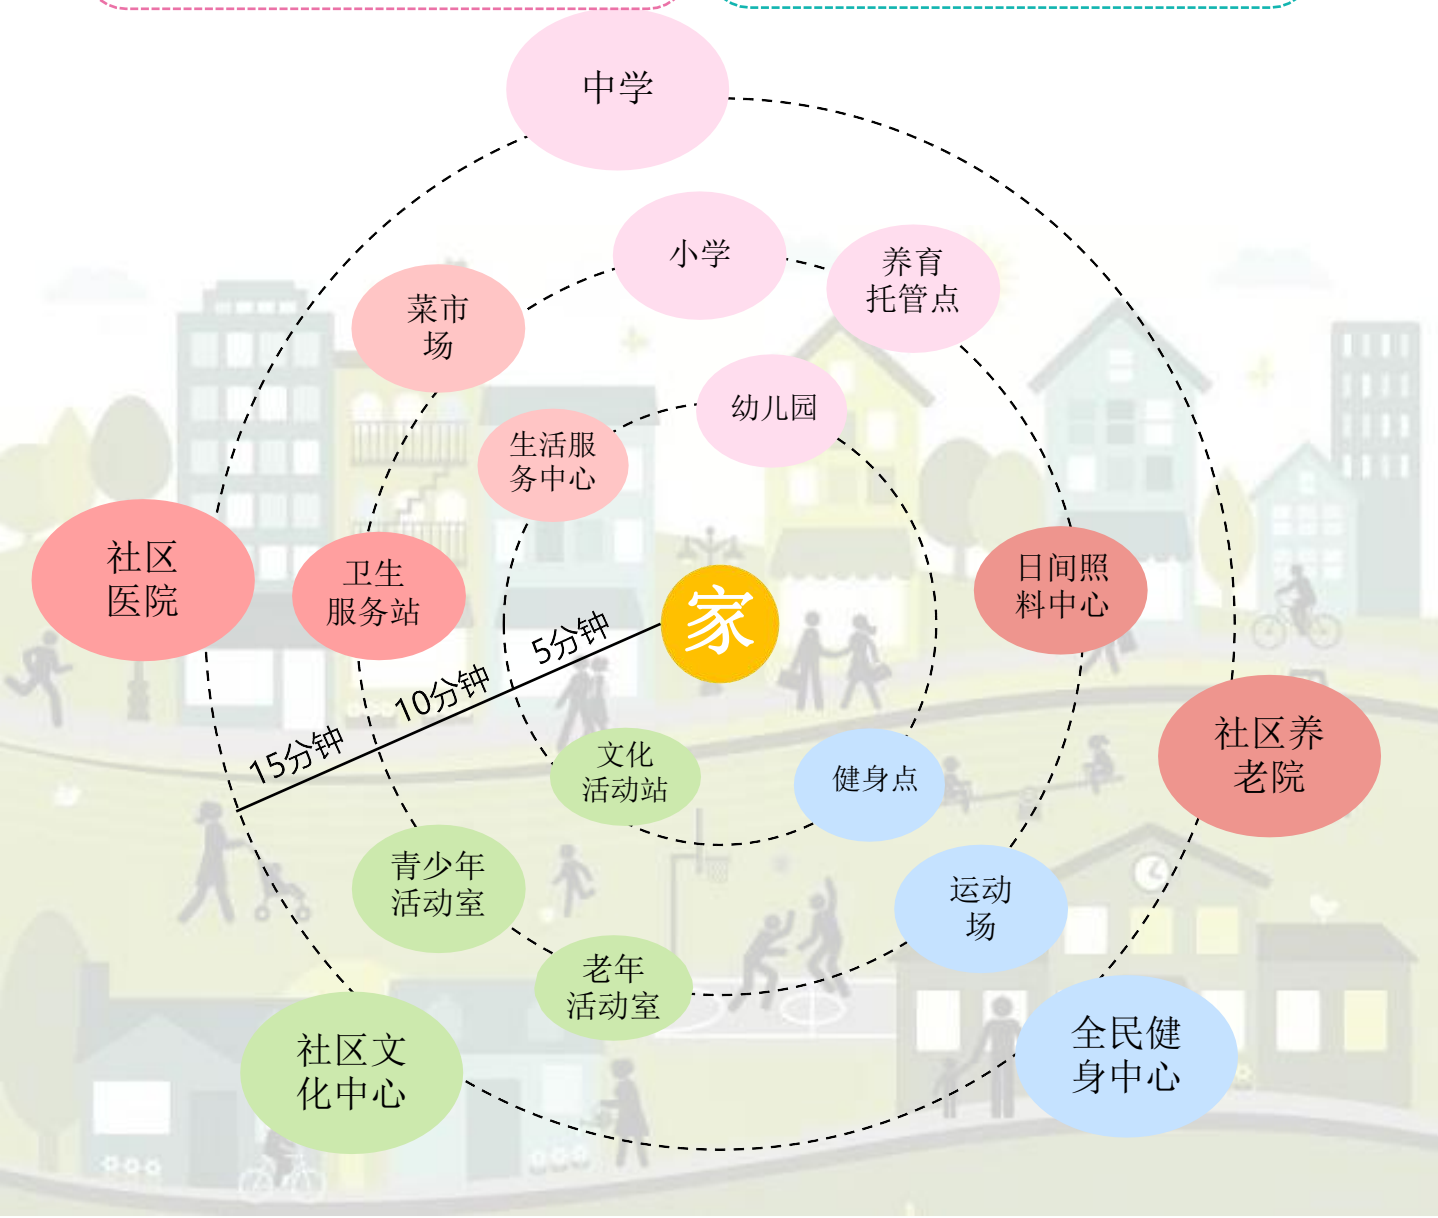 中学
小学
养育
托管点
菜市
场
幼儿园
生活服
务中心
社区
医院
卫生
服务站
日间照
料中心
家
5分钟
10分钟
15分钟
社区养
老院
文化
活动站
健身点
青少年
活动室
运动
场
老年
活动室
社区文
化中心
全民健
身中心